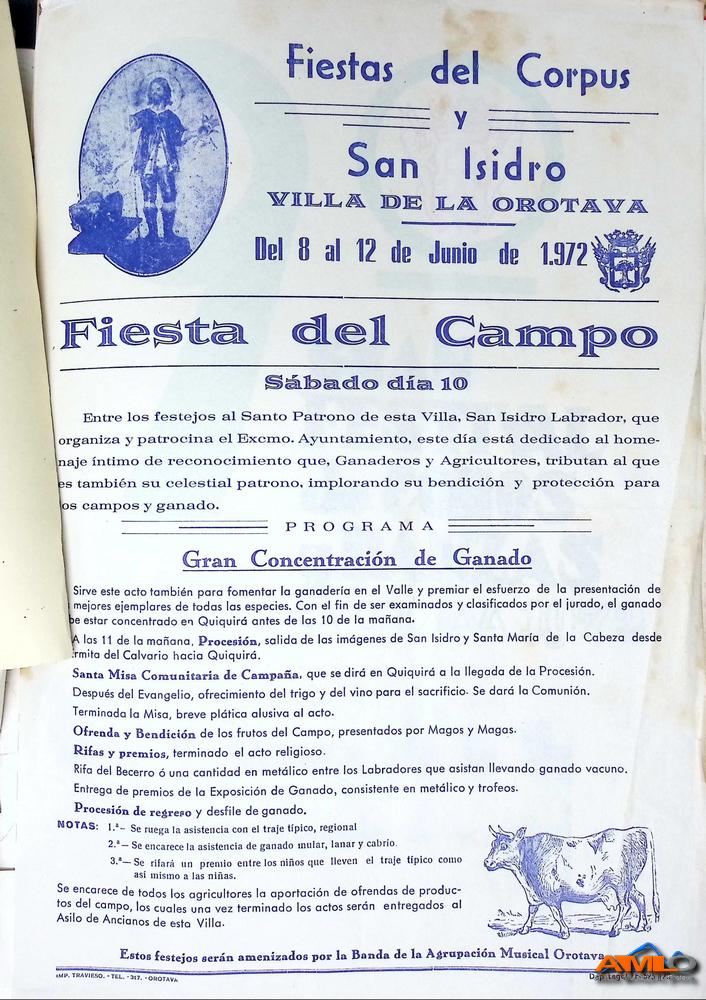 Fiestas del Corpus
y
San Isidro
VILLA DE LA OROTAVA
Del 8 al 12 de Junio de 1.972
Fiesta del Campo
Sábado día 10
Entre los festejos al Santo Patrono de esta Villa, San Isidro Labrador, que
organiza y patrocina el Excmo. Ayuntamiento, este día está dedicado al home-
naje íntimo de reconocimiento que, Ganaderos y Agricultores, tributan al que
es también su celestial patrono, implorando su bendición y protección para
os campos y ganado.
PROGRAMA
Gran Concentración de Ganado
Sirve este acto también para fomentar la ganadería en el Valle y premiar el esfuerzo de la presentación de
mejores ejemplares de todas las especies. Con el fin de ser examinados y clasificados por el jurado, el ganado
be estar concentrado en Quiquirá antes de las 10 de la mañana.
A las 11 de la mañana, Procesión, salida de las imágenes de San Isidro y Santa María de la Cabeza desde
rmita del Calvario hacia Quiquirá.
Santa Misa Comunitaria de Campaña, que se dirá en Quiquirá a la llegada de la Procesión.
Después del Evangelio, ofrecimiento del trigo y del vino para el sacrificio. Se dará la Comunión.
Terminada la Misa, breve plática alusiva al acto.
Ofrenda y Bendición de los frutos del Campo, presentados por Magos y Magas.
Rifas y premios, terminado el acto religioso.
Rifa del Becerro ó una cantidad en metálico entre los Labradores que asistan llevando ganado vacuno.
Entrega de premios de la Exposición de Ganado, consistente en metálico y trofeos.
Procesión de regreso y desfile de ganado.
NOTAS: 1.ª- Se ruega la asistencia con el traje típico, regional
2.ª- Se encarece la asistencia de ganado mular, lanar y cabrío.
3.ª- Se rifará un premio entre los niños que lleven el traje típico como
así mismo a las niñas.
Se encarece de todos los agricultores la aportación de ofrendas de produc-
tos del campo, los cuales una vez terminado los actos serán entregados al
Asilo de Ancianos de esta Villa.
Estos festejos serán amenizados por la Banda de la Agrupación Musical Orotava
IMP. TRAVIESO. - TEL. - 317. - OROTAVA
AMLO